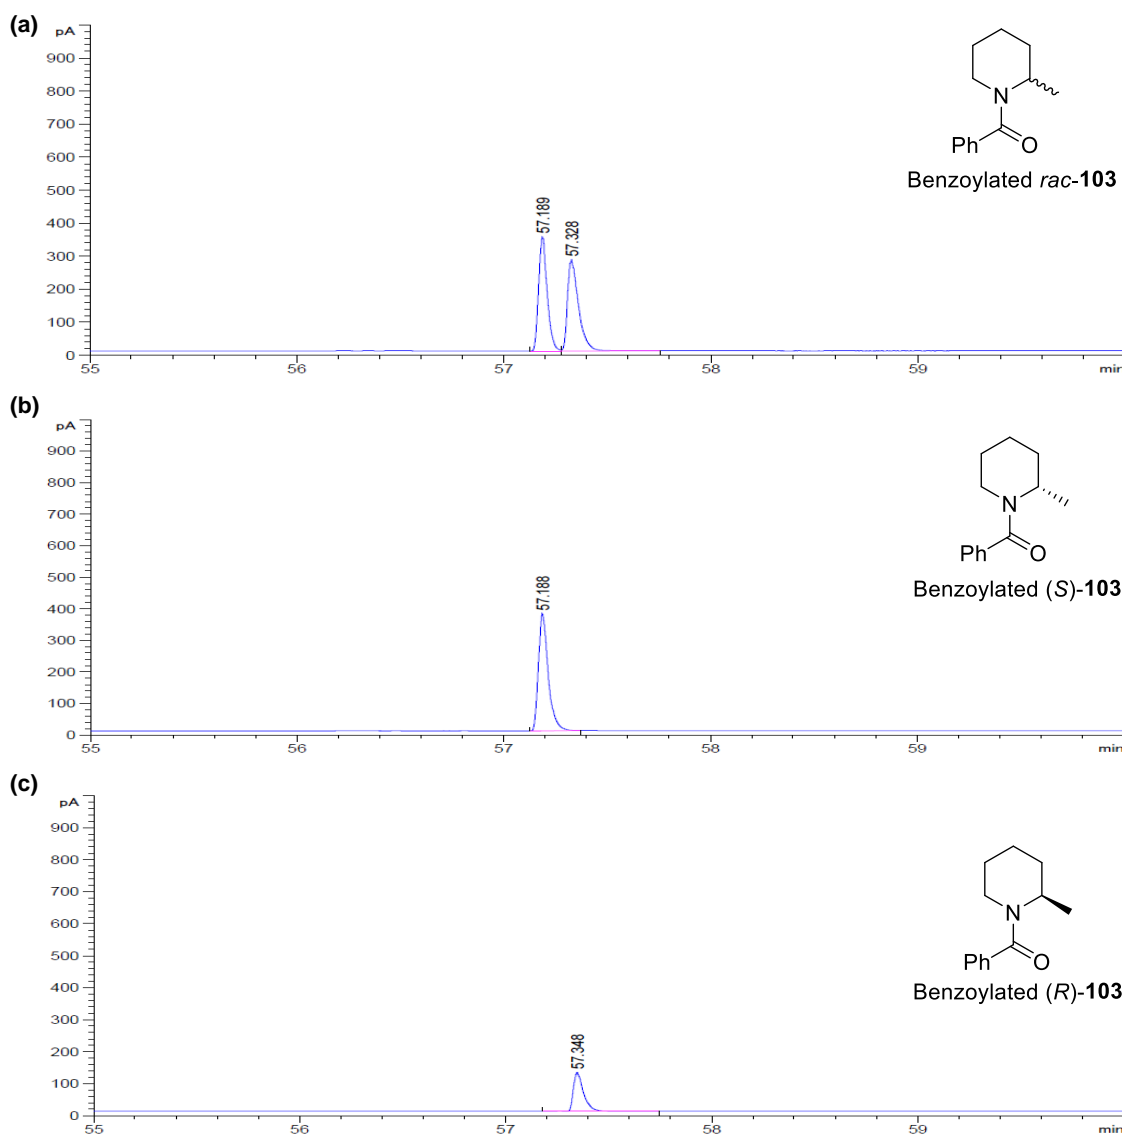 (a)
pA
900
800
700
600
500
400
300
200
100
0
57.189
57.328
55
56
57
58
59
min
N
Ph
O
Benzoylated rac-103
(b)
pA
900
800
700
600
500
400
300
200
100
0
57.188
55
56
57
58
59
min
N
Ph
O
Benzoylated (S)-103
(c)
pA
900
800
700
600
500
400
300
200
100
0
57.348
55
56
57
58
59
min
N
Ph
O
Benzoylated (R)-103